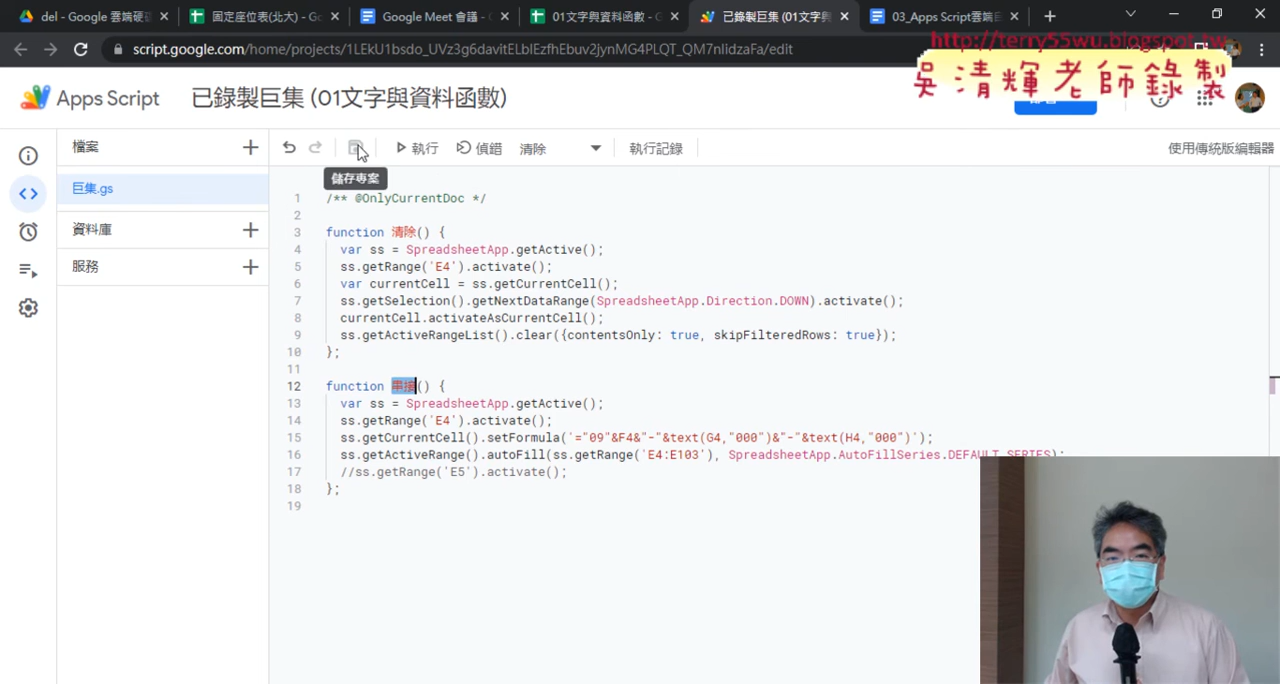 del - Google 雲端硬碟
固定座位表(北大) - Go
Google Meet 會議 - G
01文字與資料函數 - G
已錄製巨集 (01文字與
03_Apps Script雲端
script.google.com/home/projects/1LEkU1bsdo_UVz3g6davitELblEzfhEbuv2jynMG4PLQT_QM7nlidzaFa/edit
http://terry55wu.blogspot.tw
吳清輝老師錄製
Apps Script
已錄製巨集 (01文字與資料函數)
檔案
執行
偵錯
清除
執行記錄
使用傳統版編輯器
儲存專案
巨集.gs
資料庫
服務
1 /** @OnlyCurrentDoc */
2
3 function 清除() {
4 var ss = SpreadsheetApp.getActive();
5 ss.getRange('E4').activate();
6 var currentCell = ss.getCurrentCell();
7 ss.getSelection().getNextDataRange(SpreadsheetApp.Direction.DOWN).activate();
8 currentCell.activateAsCurrentCell();
9 ss.getActiveRangeList().clear({contentsOnly: true, skipFilteredRows: true});
10 };
11
12 function 串接() {
13 var ss = SpreadsheetApp.getActive();
14 ss.getRange('E4').activate();
15 ss.getCurrentCell().setFormula('="09"&F4&"-"&text(G4,"000")&"-"&text(H4,"000")');
16 ss.getActiveRange().autoFill(ss.getRange('E4:E103'), SpreadsheetApp.AutoFillSeries.DEFAULT_SERIES);
17 //ss.getRange('E5').activate();
18 };
19